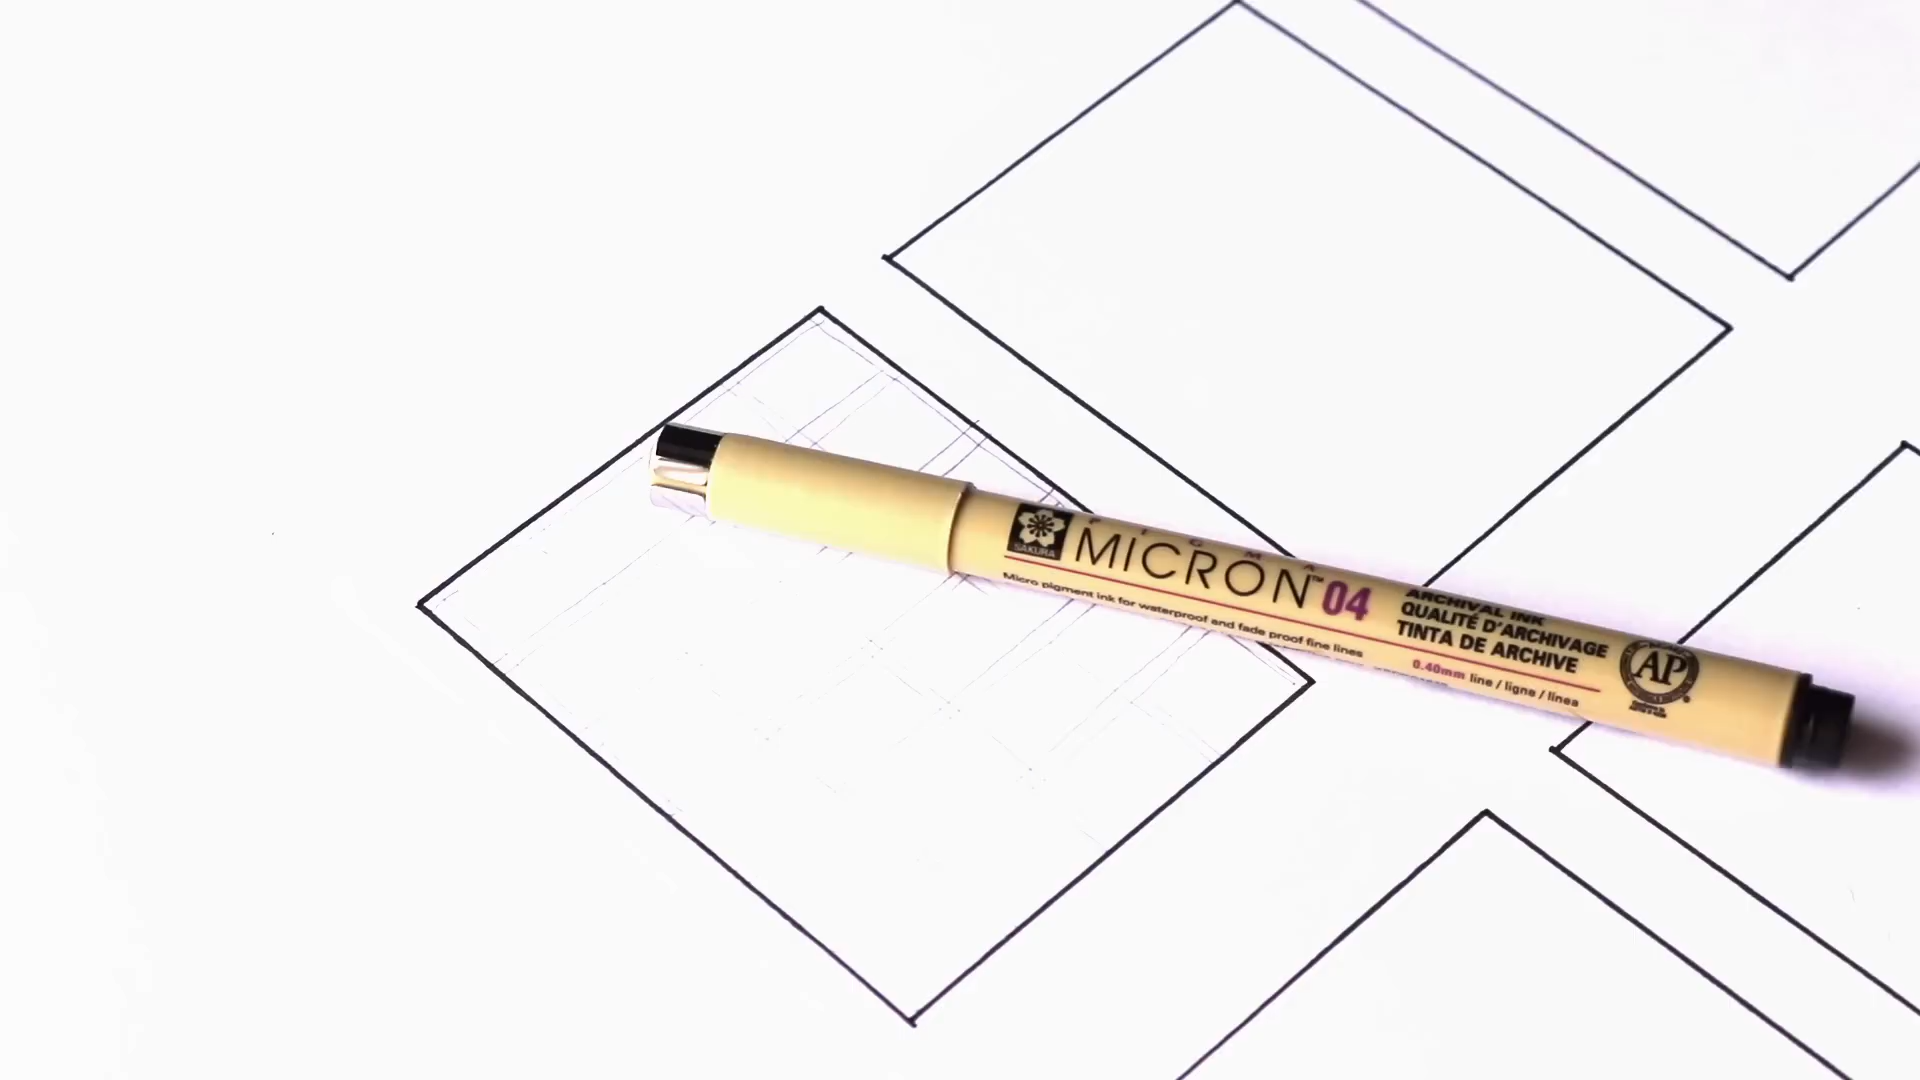 SAKURA
PIGMA
MICRON™ 04
Micro pigment ink for waterproof and fade proof fine lines
ARCHIVAL INK
QUALITÉ D'ARCHIVAGE
TINTA DE ARCHIVE
0.40mm line / ligne / linea
AP